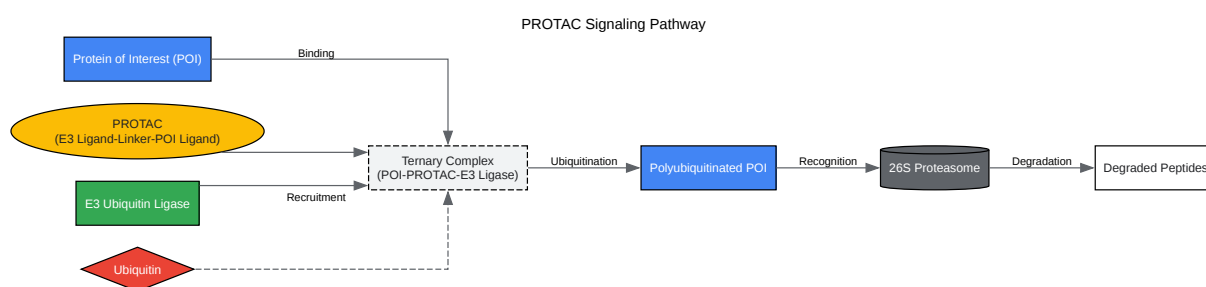 PROTAC Signaling Pathway
Protein of Interest (POI)
Binding
PROTAC
(E3 Ligand-Linker-POI Ligand)
Ternary Complex
(POI-PROTAC-E3 Ligase)
Ubiquitination
Polyubiquitinated POI
Recognition
26S Proteasome
Degradation
Degraded Peptides
E3 Ubiquitin Ligase
Recruitment
Ubiquitin